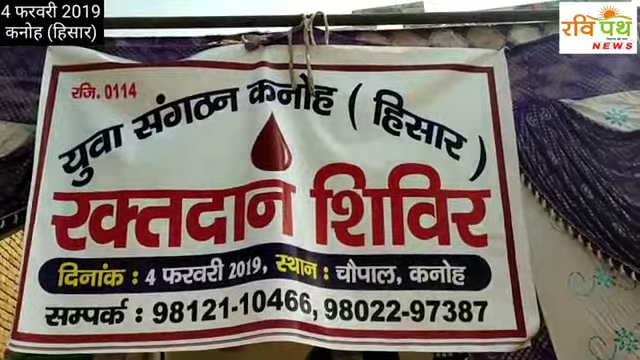 4 फरवरी 2019
कनोह (हिसार)
रवि पथ
NEWS
रजि. 0114
युवा संगठन कनोह ( हिसार )
रक्तदान शिविर
दिनांक : 4 फरवरी 2019, स्थान : चौपाल, कनोह
सम्पर्क : 98121-10466, 98022-97387